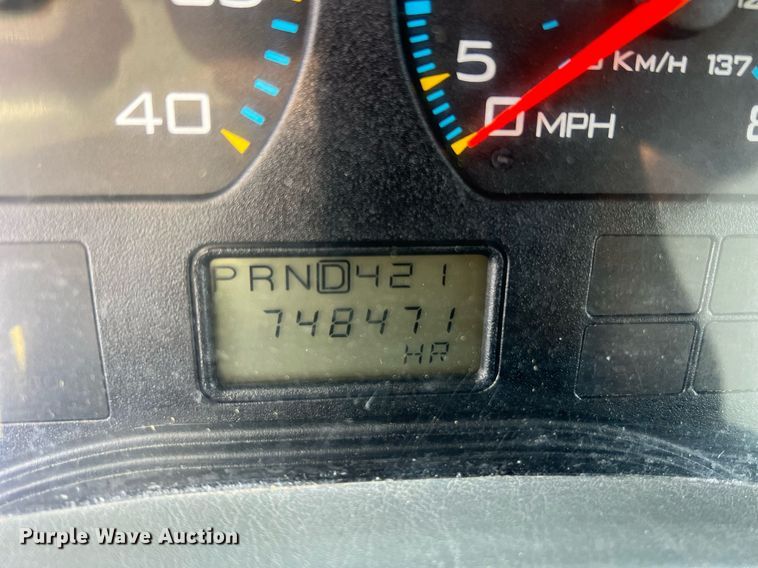 40
5
0 MPH
KM/H 137
PRND421
748471
HR
Purple Wave Auction